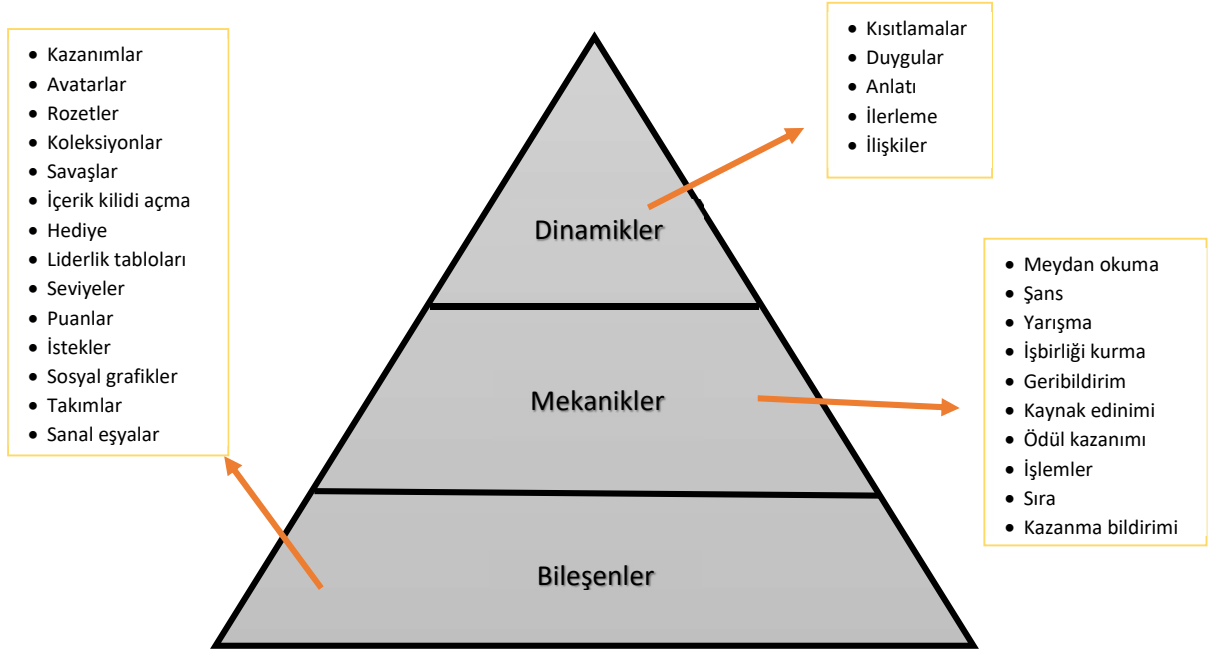 • Kazanımlar
• Avatarlar
• Rozetler
• Koleksiyonlar
• Savaşlar
• İçerik kilidi açma
• Hediye
• Liderlik tabloları
• Seviyeler
• Puanlar
• İstekler
• Sosyal grafikler
• Takımlar
• Sanal eşyalar
• Kısıtlamalar
• Duygular
• Anlatı
• İlerleme
• İlişkiler
Dinamikler
• Meydan okuma
• Şans
• Yarışma
• İşbirliği kurma
• Geribildirim
• Kaynak edinimi
• Ödül kazanımı
• İşlemler
• Sıra
• Kazanma bildirimi
Mekanikler
Bileşenler